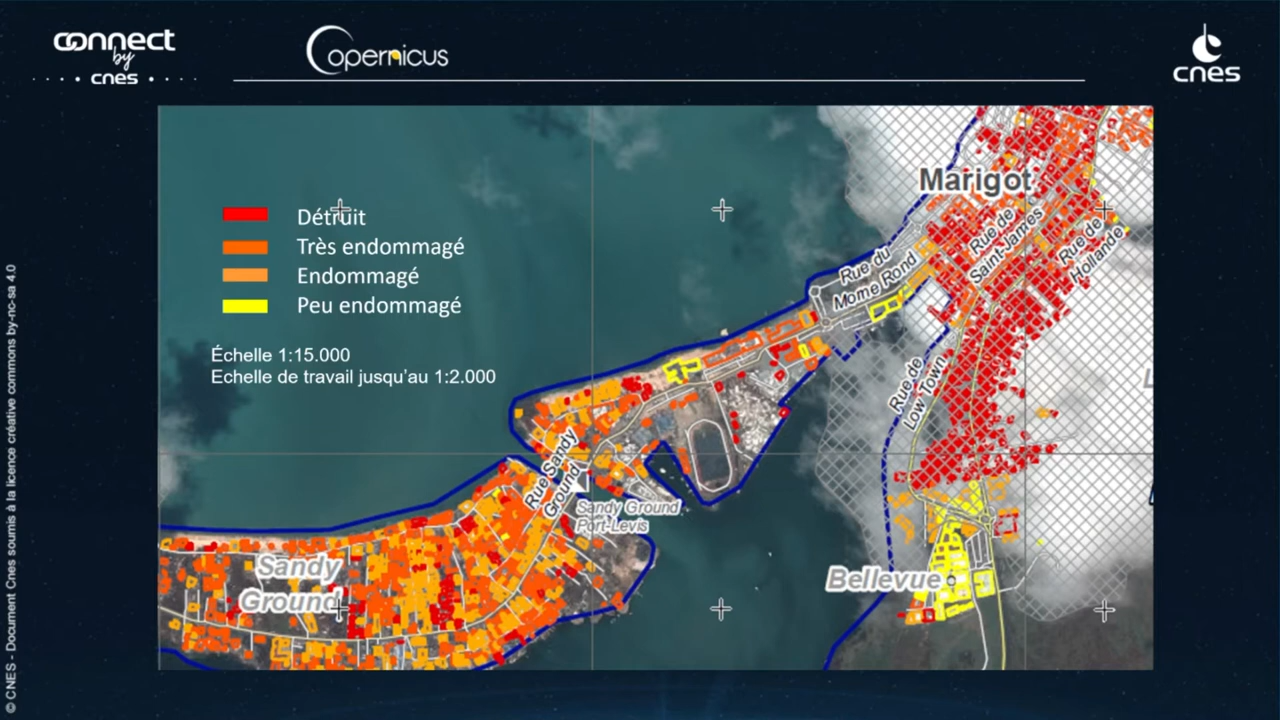 connect
by
cnes
Copernicus
cnes
Marigot
Détruit
Très endommagé
Endommagé
Peu endommagé
Échelle 1:15.000
Echelle de travail jusqu'au 1:2.000
Rue du
Morne Rond
Rue de
Saint-James
Rue de
Hollande
Rue de
Low Town
Rue Sandy
Ground
Sandy Ground
Port-Levis
Sandy
Ground
Bellevue
© CNES - Document Cnes soumis à la licence créative commons by-nc-sa 4.0